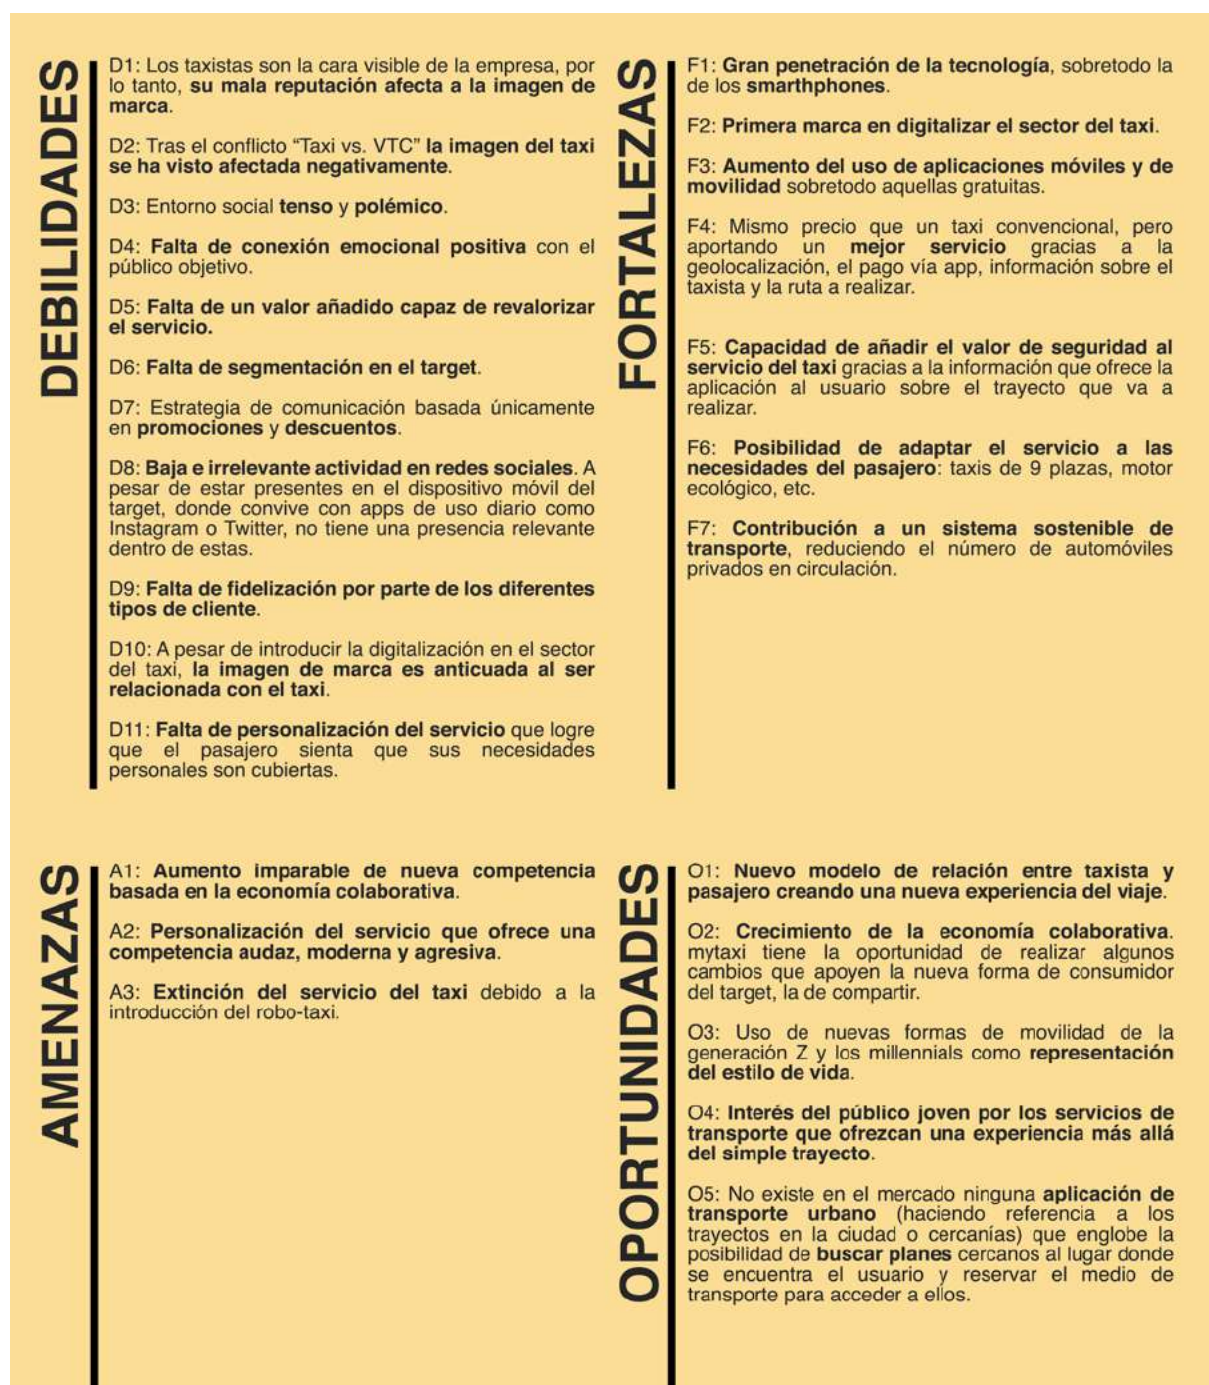 DEBILIDADES
D1: Los taxistas son la cara visible de la empresa, por
lo tanto, su mala reputación afecta a la imagen de
marca.
D2: Tras el conflicto “Taxi vs. VTC” la imagen del taxi
se ha visto afectada negativamente.
D3: Entorno social tenso y polémico.
D4: Falta de conexión emocional positiva con el
público objetivo.
D5: Falta de un valor añadido capaz de revalorizar
el servicio.
D6: Falta de segmentación en el target.
D7: Estrategia de comunicación basada únicamente
en promociones y descuentos.
D8: Baja e irrelevante actividad en redes sociales. A
pesar de estar presentes en el dispositivo móvil del
target, donde convive con apps de uso diario como
Instagram o Twitter, no tiene una presencia relevante
dentro de estas.
D9: Falta de fidelización por parte de los diferentes
tipos de cliente.
D10: A pesar de introducir la digitalización en el sector
del taxi, la imagen de marca es anticuada al ser
relacionada con el taxi.
D11: Falta de personalización del servicio que logre
que el pasajero sienta que sus necesidades
personales son cubiertas.
FORTALEZAS
F1: Gran penetración de la tecnología, sobretodo la
de los smarthphones.
F2: Primera marca en digitalizar el sector del taxi.
F3: Aumento del uso de aplicaciones móviles y de
movilidad sobretodo aquellas gratuitas.
F4: Mismo precio que un taxi convencional, pero
aportando un mejor servicio gracias a la
geolocalización, el pago vía app, información sobre el
taxista y la ruta a realizar.
F5: Capacidad de añadir el valor de seguridad al
servicio del taxi gracias a la información que ofrece la
aplicación al usuario sobre el trayecto que va a
realizar.
F6: Posibilidad de adaptar el servicio a las
necesidades del pasajero: taxis de 9 plazas, motor
ecológico, etc.
F7: Contribución a un sistema sostenible de
transporte, reduciendo el número de automóviles
privados en circulación.
AMENAZAS
A1: Aumento imparable de nueva competencia
basada en la economía colaborativa.
A2: Personalización del servicio que ofrece una
competencia audaz, moderna y agresiva.
A3: Extinción del servicio del taxi debido a la
introducción del robo-taxi.
OPORTUNIDADES
O1: Nuevo modelo de relación entre taxista y
pasajero creando una nueva experiencia del viaje.
O2: Crecimiento de la economía colaborativa.
mytaxi tiene la oportunidad de realizar algunos
cambios que apoyen la nueva forma de consumidor
del target, la de compartir.
O3: Uso de nuevas formas de movilidad de la
generación Z y los millennials como representación
del estilo de vida.
O4: Interés del público joven por los servicios de
transporte que ofrezcan una experiencia más allá
del simple trayecto.
O5: No existe en el mercado ninguna aplicación de
transporte urbano (haciendo referencia a los
trayectos en la ciudad o cercanías) que englobe la
posibilidad de buscar planes cercanos al lugar donde
se encuentra el usuario y reservar el medio de
transporte para acceder a ellos.